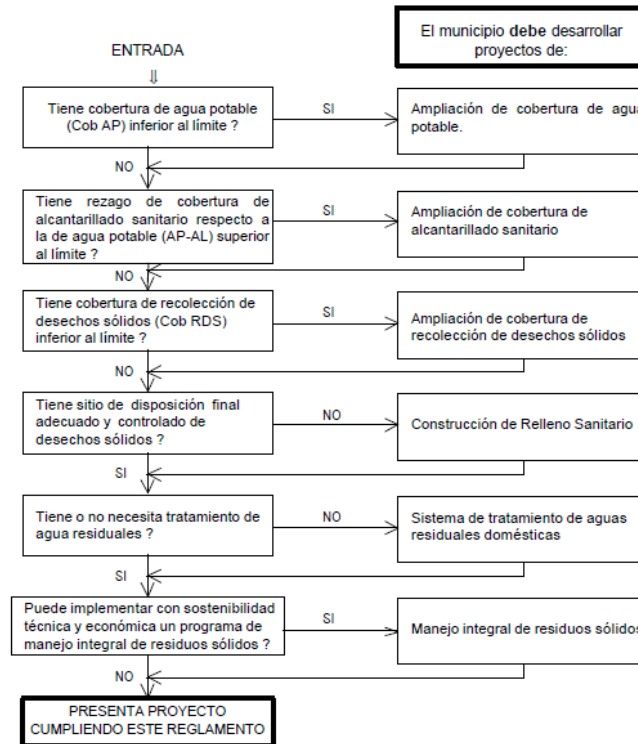 El municipio debe desarrollar
proyectos de:
ENTRADA
Tiene cobertura de agua potable
(Cob AP) inferior al límite ?
SI
Ampliación de cobertura de agua
potable.
NO
Tiene rezago de cobertura de
alcantarillado sanitario respecto a
la de agua potable (AP-AL) superior
al límite ?
SI
Ampliación de cobertura de
alcantarillado sanitario
NO
Tiene cobertura de recolección de
desechos sólidos (Cob RDS)
inferior al límite ?
SI
Ampliación de cobertura de
recolección de desechos sólidos
NO
Tiene sitio de disposición final
adecuado y controlado de
desechos sólidos ?
NO
Construcción de Relleno Sanitario
SI
Tiene o no necesita tratamiento de
agua residuales ?
NO
Sistema de tratamiento de aguas
residuales domésticas
SI
Puede implementar con sostenibilidad
técnica y económica un programa de
manejo integral de residuos sólidos ?
SI
Manejo integral de residuos sólidos
NO
PRESENTA PROYECTO
CUMPLIENDO ESTE REGLAMENTO